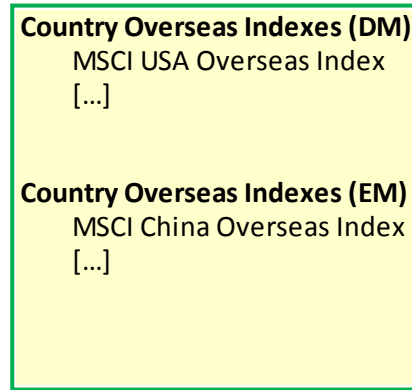 Country Overseas Indexes (DM)
MSCI USA Overseas Index
[…]
Country Overseas Indexes (EM)
MSCI China Overseas Index
[…]